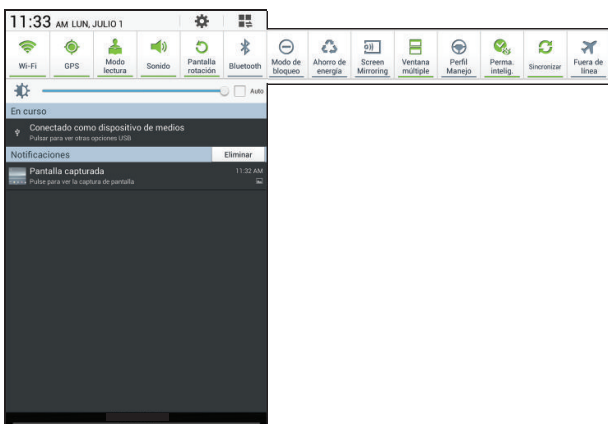 11:33 AM LUN, JULIO 1
Wi-Fi
GPS
Modo
lectura
Sonido
Pantalla
rotación
Bluetooth
Modo de
bloqueo
Ahorro de
energía
Screen
Mirroring
Ventana
múltiple
Perfil
Manejo
Perma.
intelig.
Sincronizar
Fuera de
línea
Auto
En curso
Conectado como dispositivo de medios
Pulsar para ver otras opciones USB
Notificaciones
Eliminar
Pantalla capturada
11:32 AM
Pulse para ver la captura de pantalla